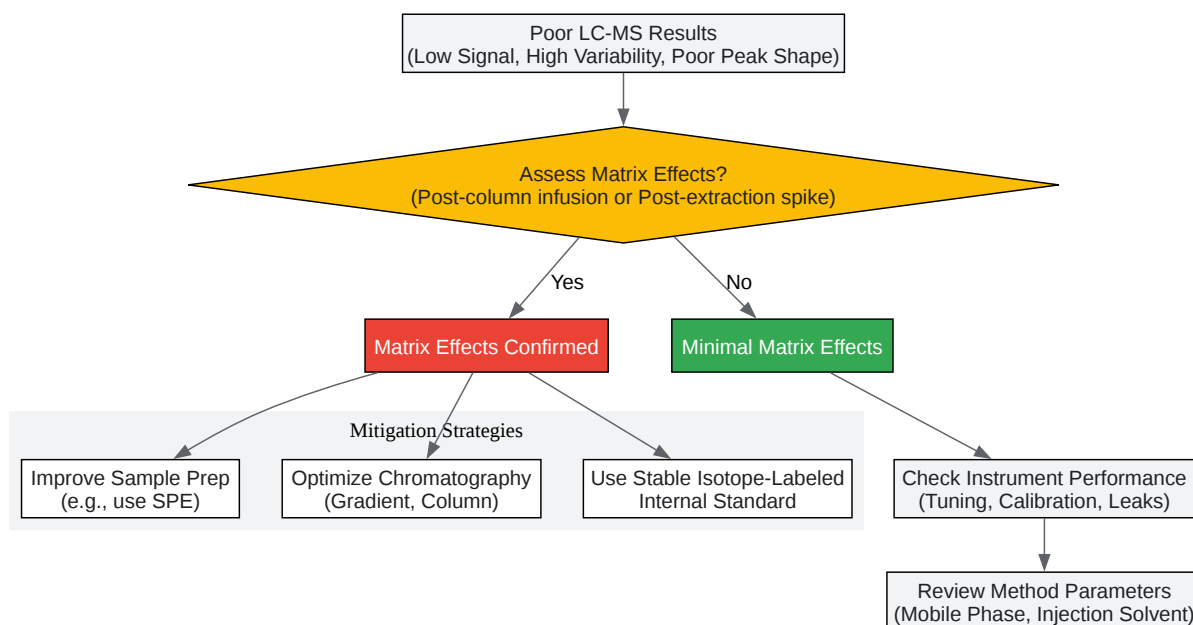 Poor LC-MS Results
(Low Signal, High Variability, Poor Peak Shape)
Assess Matrix Effects?
(Post-column infusion or Post-extraction spike)
Yes
No
Matrix Effects Confirmed
Minimal Matrix Effects
Mitigation Strategies
Improve Sample Prep
(e.g., use SPE)
Optimize Chromatography
(Gradient, Column)
Use Stable Isotope-Labeled
Internal Standard
Check Instrument Performance
(Tuning, Calibration, Leaks)
Review Method Parameters
(Mobile Phase, Injection Solvent)